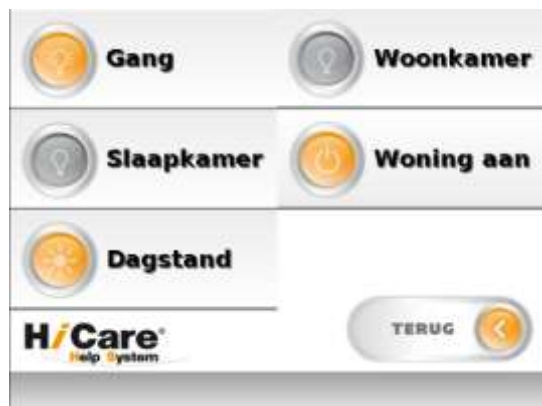 Gang
Woonkamer
Slaapkamer
Woning aan
Dagstand
HiCare
Help System
TERUG